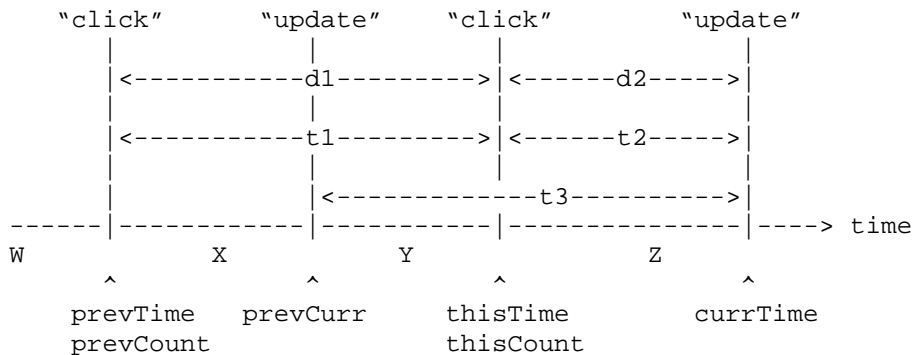 “click” “update” “click” “update”
| | | |
|<-----------d1--------->|<------d2----->|
| | | |
|<-----------t1--------->|<------t2----->|
| | | |
| |<-------------t3----------->|
------|------------|-----------|---------------|----> time
W X Y Z
^ ^ ^ ^
prevTime prevCurr thisTime currTime
prevCount thisCount